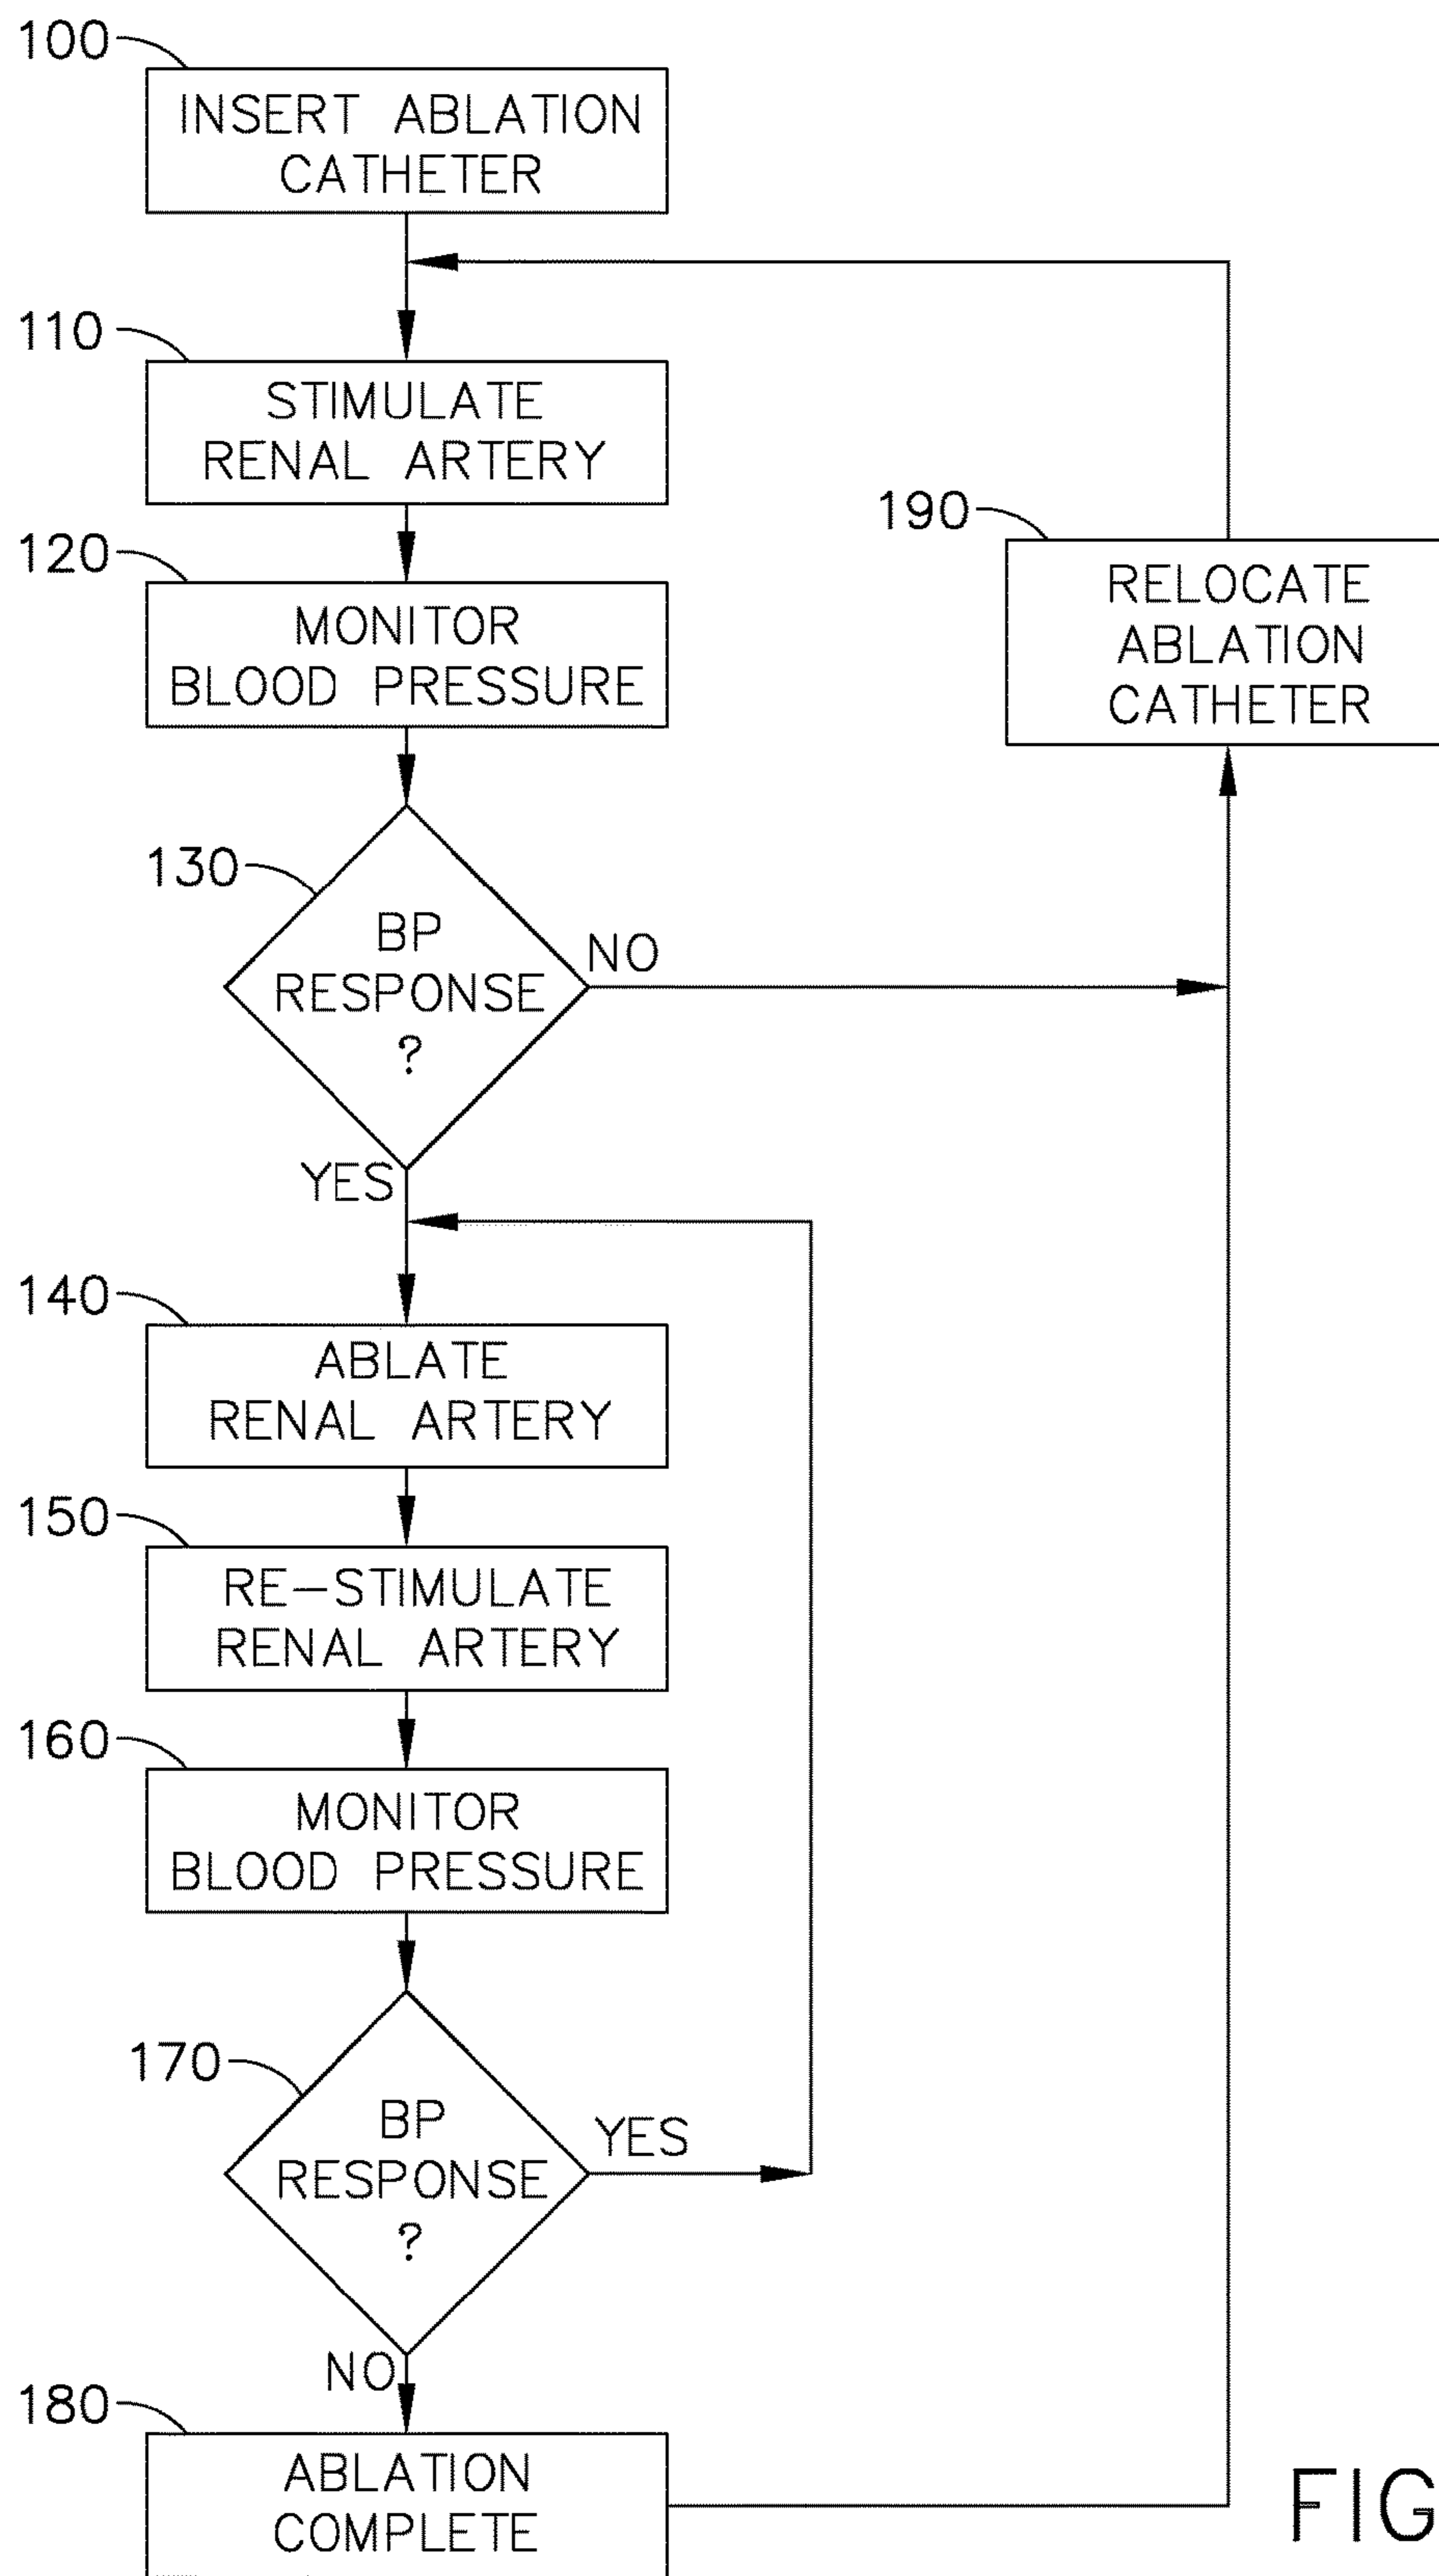 100
INSERT ABLATION
CATHETER
110
STIMULATE
RENAL ARTERY
120
MONITOR
BLOOD PRESSURE
190
RELOCATE
ABLATION
CATHETER
130
BP
RESPONSE
?
NO
YES
140
ABLATE
RENAL ARTERY
150
RE-STIMULATE
RENAL ARTERY
160
MONITOR
BLOOD PRESSURE
170
BP
RESPONSE
?
YES
NO
180
ABLATION
COMPLETE
FIG